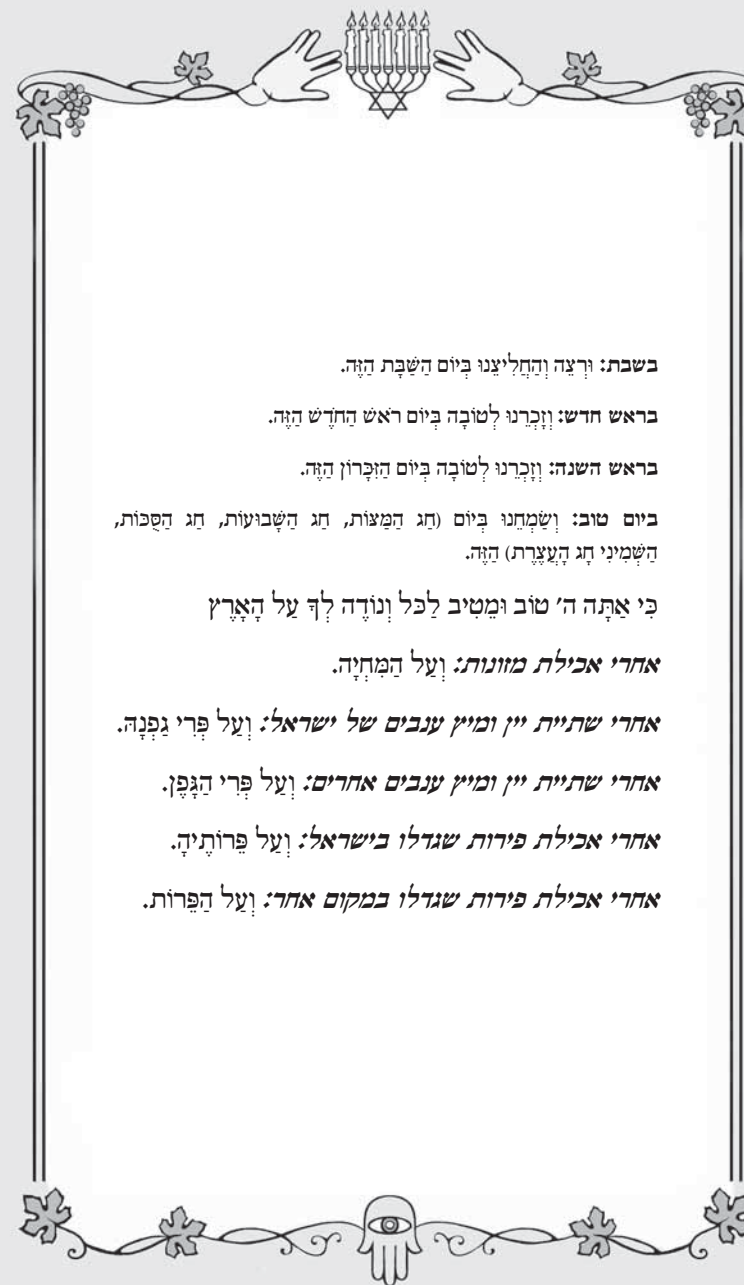 בשבת: וּרְצֵה וְהַחֲלִיצֵנוּ בְּיוֹם הַשַּׁבָּת הַזֶּה.
בראש חדש: וְזָכְרֵנוּ לְטוֹבָה בְּיוֹם רֹאשׁ הַחֹדֶשׁ הַזֶּה.
בראש השנה: וְזָכְרֵנוּ לְטוֹבָה בְּיוֹם הַזִּכָּרוֹן הַזֶּה.
ביום טוב: וְשַׂמְּחֵנוּ בְּיוֹם (חַג הַמַּצּוֹת, חַג הַשָּׁבוּעוֹת, חַג הַסֻּכּוֹת,
הַשְּׁמִינִי חָג הָעֲצֶרֶת) הַזֶּה.
כִּי אַתָּה ה' טוֹב וּמֵטִיב לַכֹּל וְנוֹדֶה לְךָּ עַל הָאָרֶץ
אחרי אכילת מזונות: וְעַל הַמִּחְיָה.
אחרי שתיית יין ומיץ ענבים של ישראל: וְעַל פְּרִי גַפְנָהּ.
אחרי שתיית יין ומיץ ענבים אחרים: וְעַל פְּרִי הַגָּפֶן.
אחרי אכילת פירות שגדלו בישראל: וְעַל פֵּרוֹתֶיהָ.
אחרי אכילת פירות שגדלו במקום אחר: וְעַל הַפֵּרוֹת.